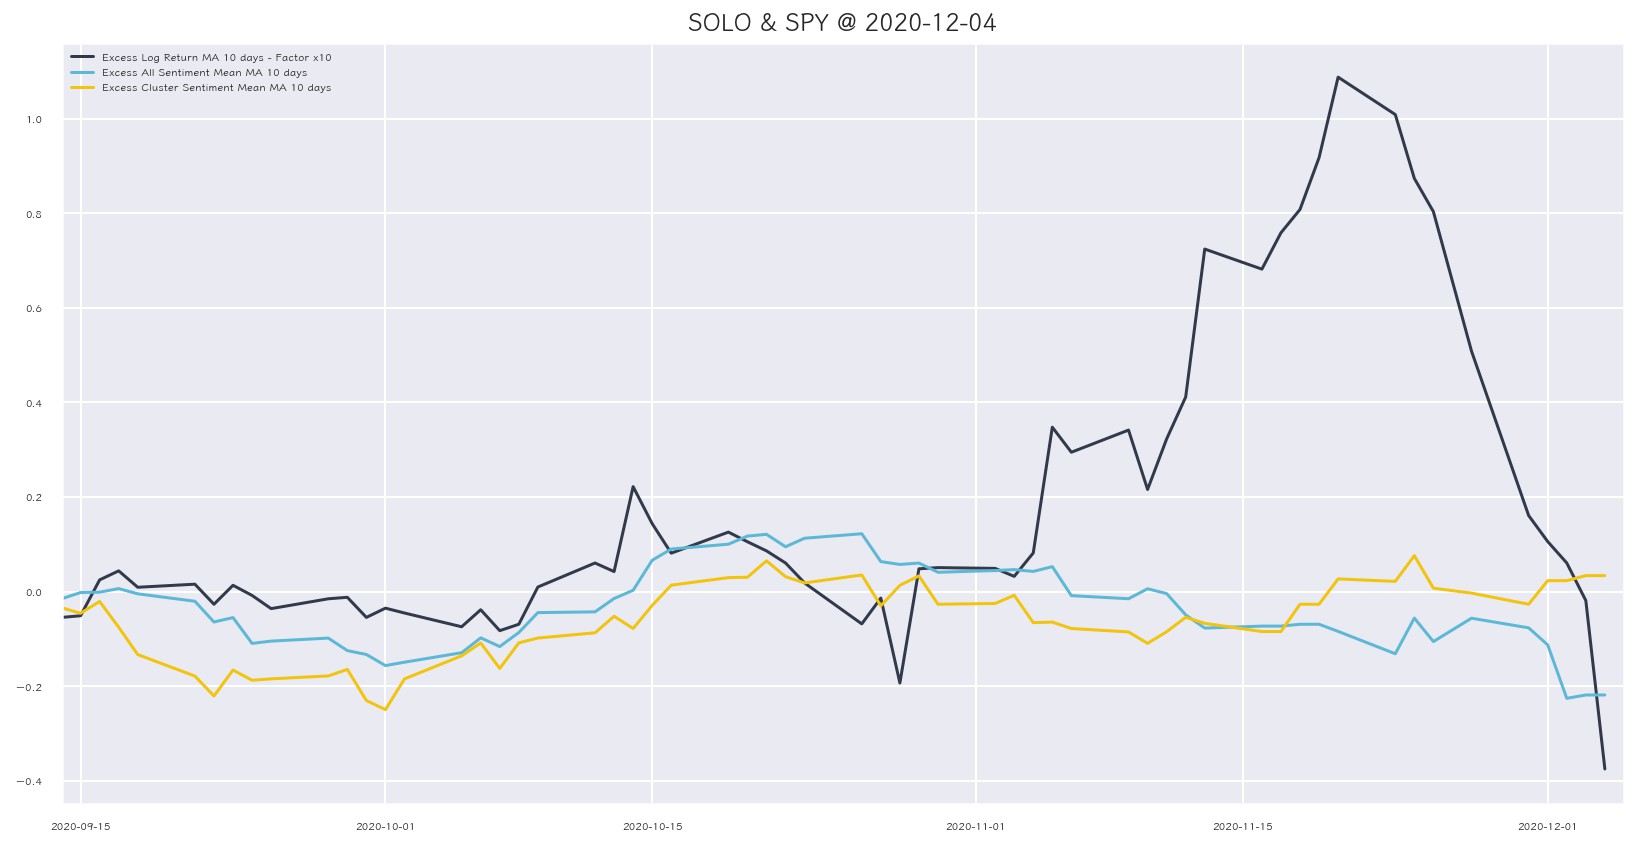 SOLO & SPY @ 2020-12-04
Excess Log Return MA 10 days - Factor x10
Excess All Sentiment Mean MA 10 days
Excess Cluster Sentiment Mean MA 10 days
1.0
0.8
0.6
0.4
0.2
0.0
−0.2
−0.4
2020-09-15 2020-10-01 2020-10-15 2020-11-01 2020-11-15 2020-12-01